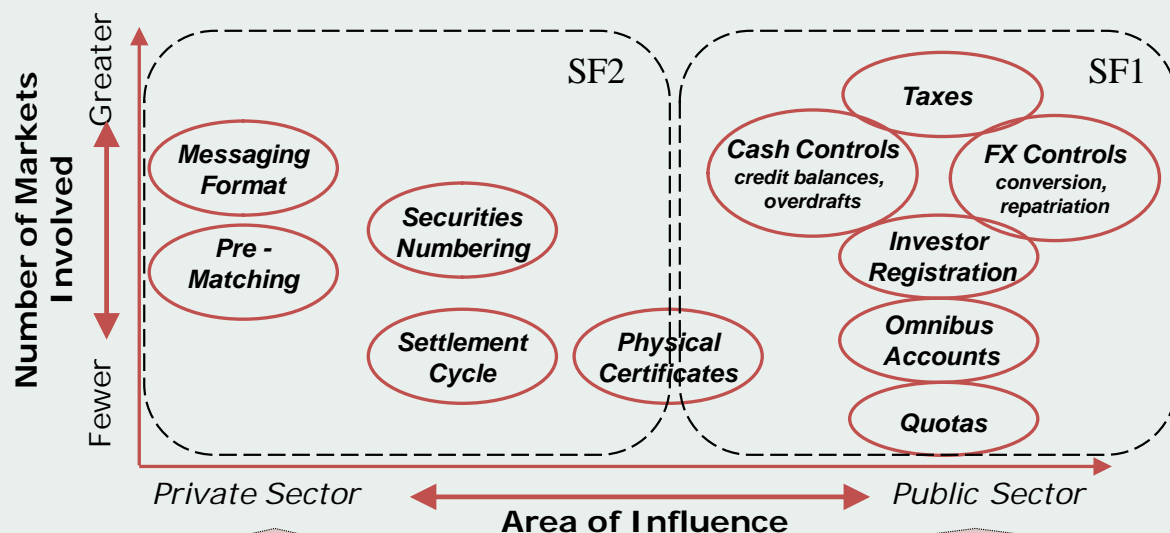 Number of Markets
Involved
Greater
Fewer
SF2
SF1
Taxes
Messaging
Format
Cash Controls
credit balances,
overdrafts
FX Controls
conversion,
repatriation
Securities
Numbering
Pre -
Matching
Investor
Registration
Settlement
Cycle
Physical
Certificates
Omnibus
Accounts
Quotas
Private Sector
Public Sector
Area of Influence